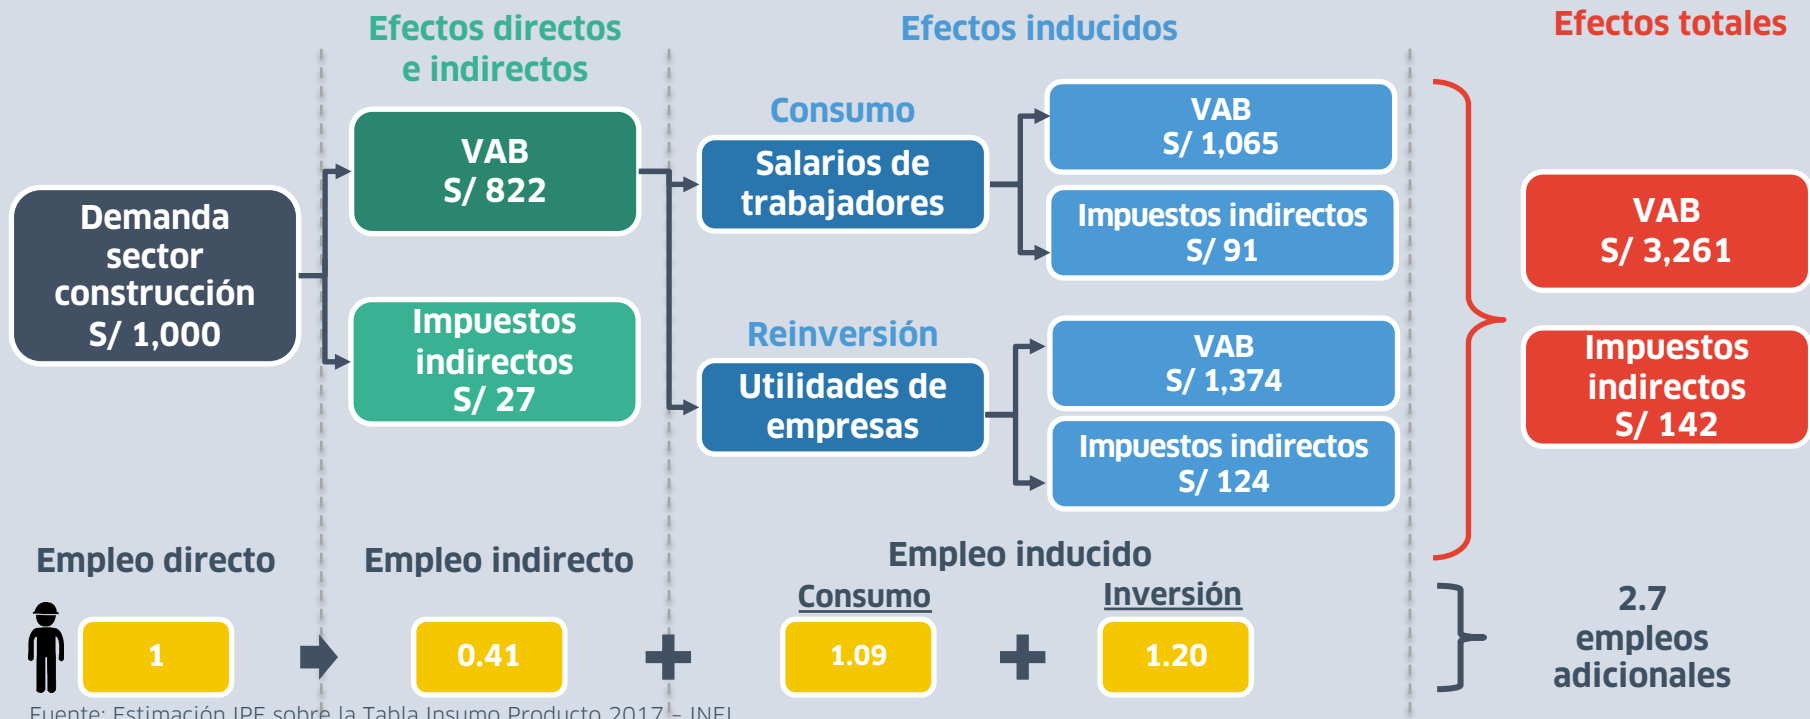 Efectos directos
e indirectos
Efectos inducidos
Efectos totales
Demanda
sector
construcción
S/ 1,000
VAB
S/ 822
Impuestos
indirectos
S/ 27
Consumo
Salarios de
trabajadores
VAB
S/ 1,065
Impuestos indirectos
S/ 91
Reinversión
Utilidades de
empresas
VAB
S/ 1,374
Impuestos indirectos
S/ 124
VAB
S/ 3,261
Impuestos
indirectos
S/ 142
Empleo directo
1
Empleo indirecto
0.41
Empleo inducido
Consumo
1.09
Inversión
1.20
2.7
empleos
adicionales
Fuente: Estimación IPE sobre la Tabla Insumo Producto 2017 – INEI